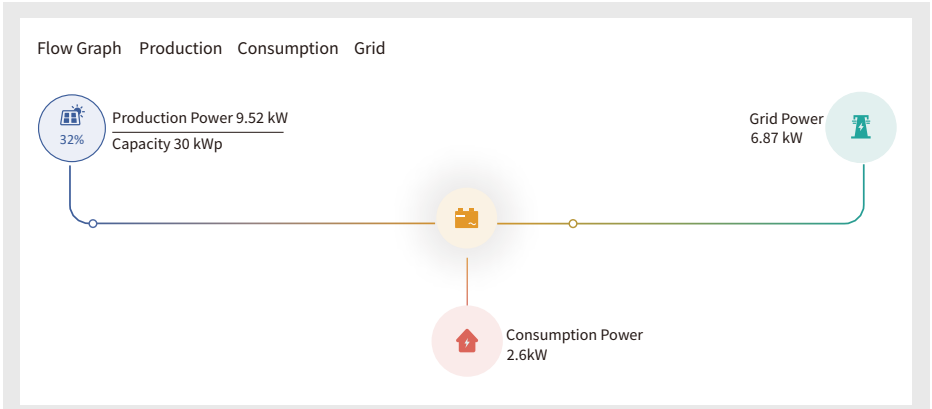 Flow Graph Production Consumption Grid
32%
Production Power 9.52 kW
Capacity 30 kWp
Grid Power
6.87 kW
Consumption Power
2.6kW